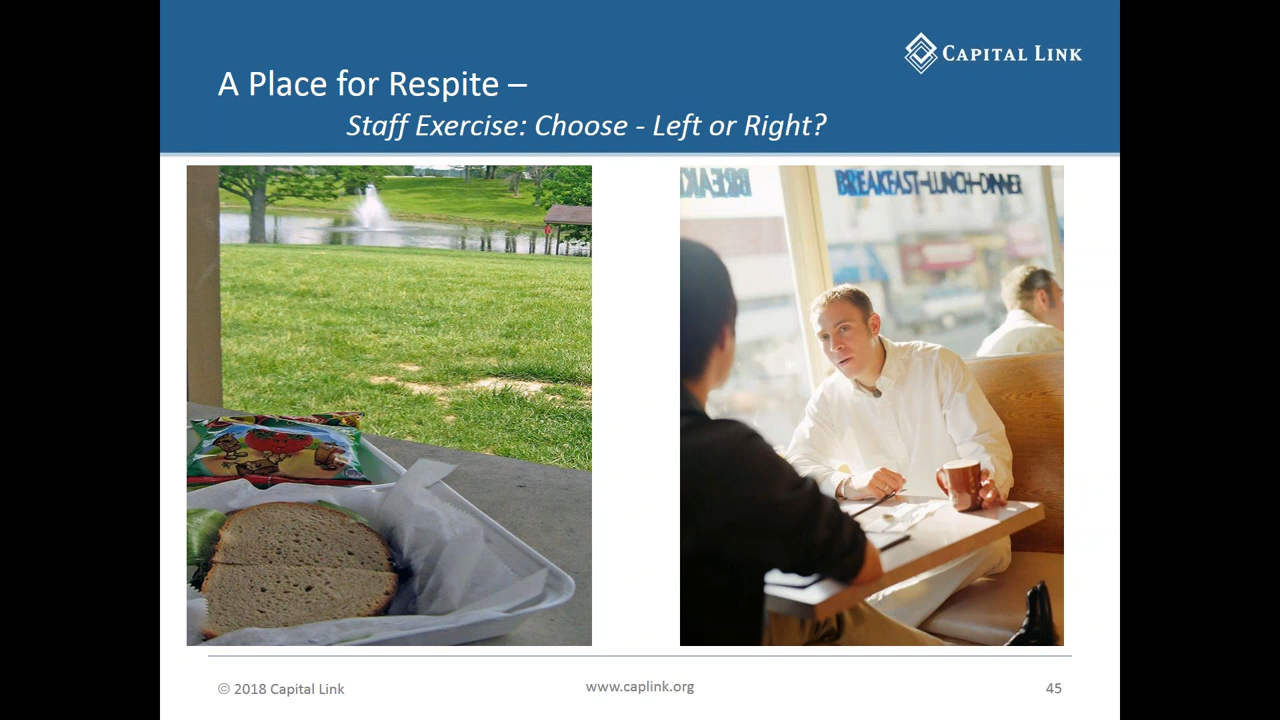 CAPITAL LINK
A Place for Respite –
Staff Exercise: Choose - Left or Right?
BREAKFAST-LUNCH-DINNER
© 2018 Capital Link
www.caplink.org
45